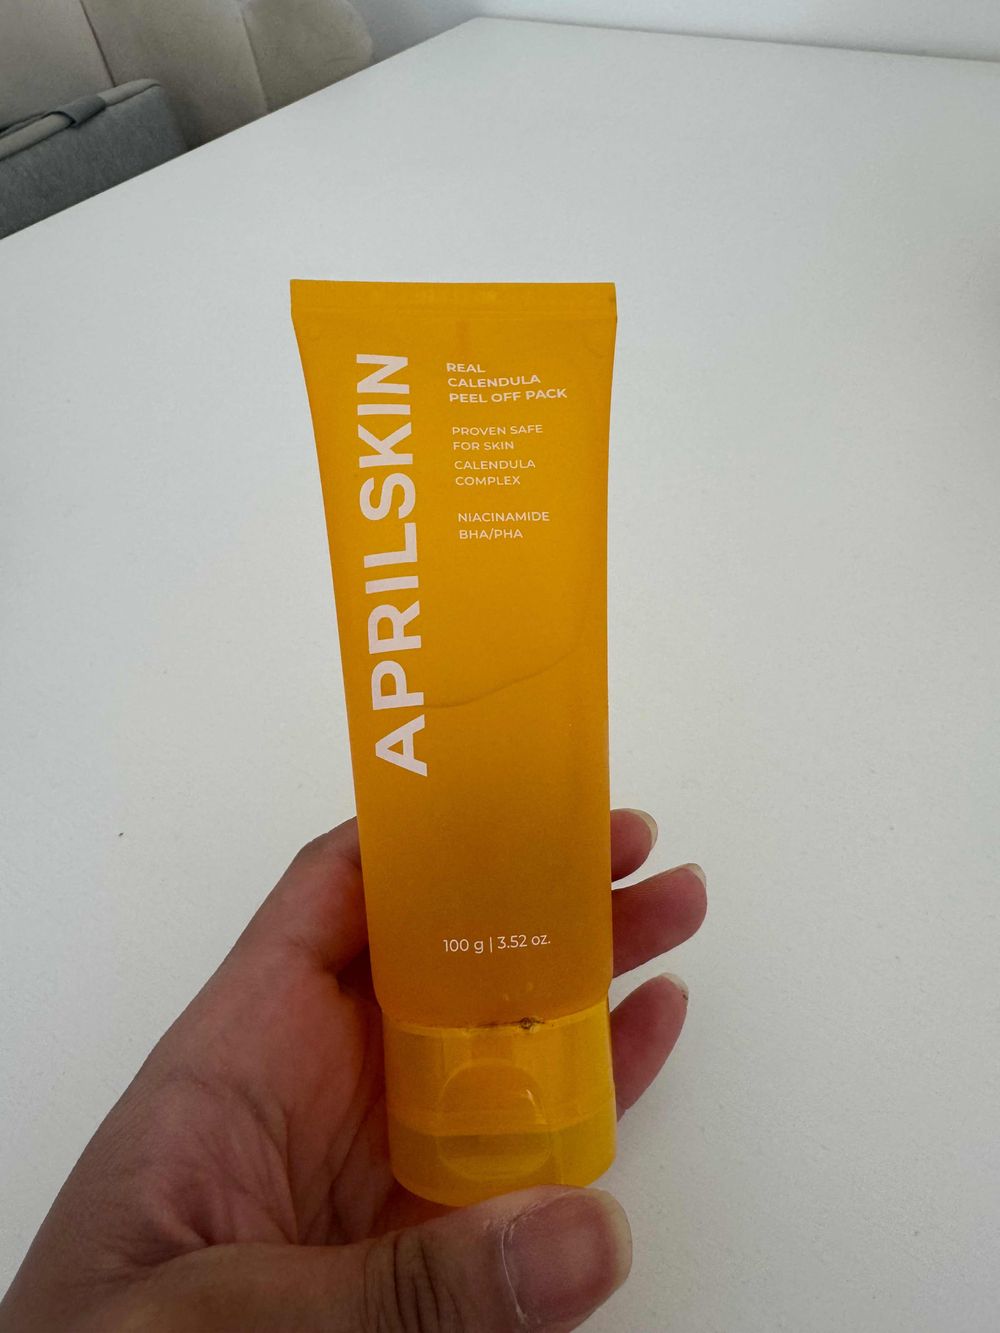 APRILSKIN
REAL
CALENDULA
PEEL OFF PACK
PROVEN SAFE
FOR SKIN
CALENDULA
COMPLEX
NIACINAMIDE
BHA/PHA
100 g | 3.52 oz.